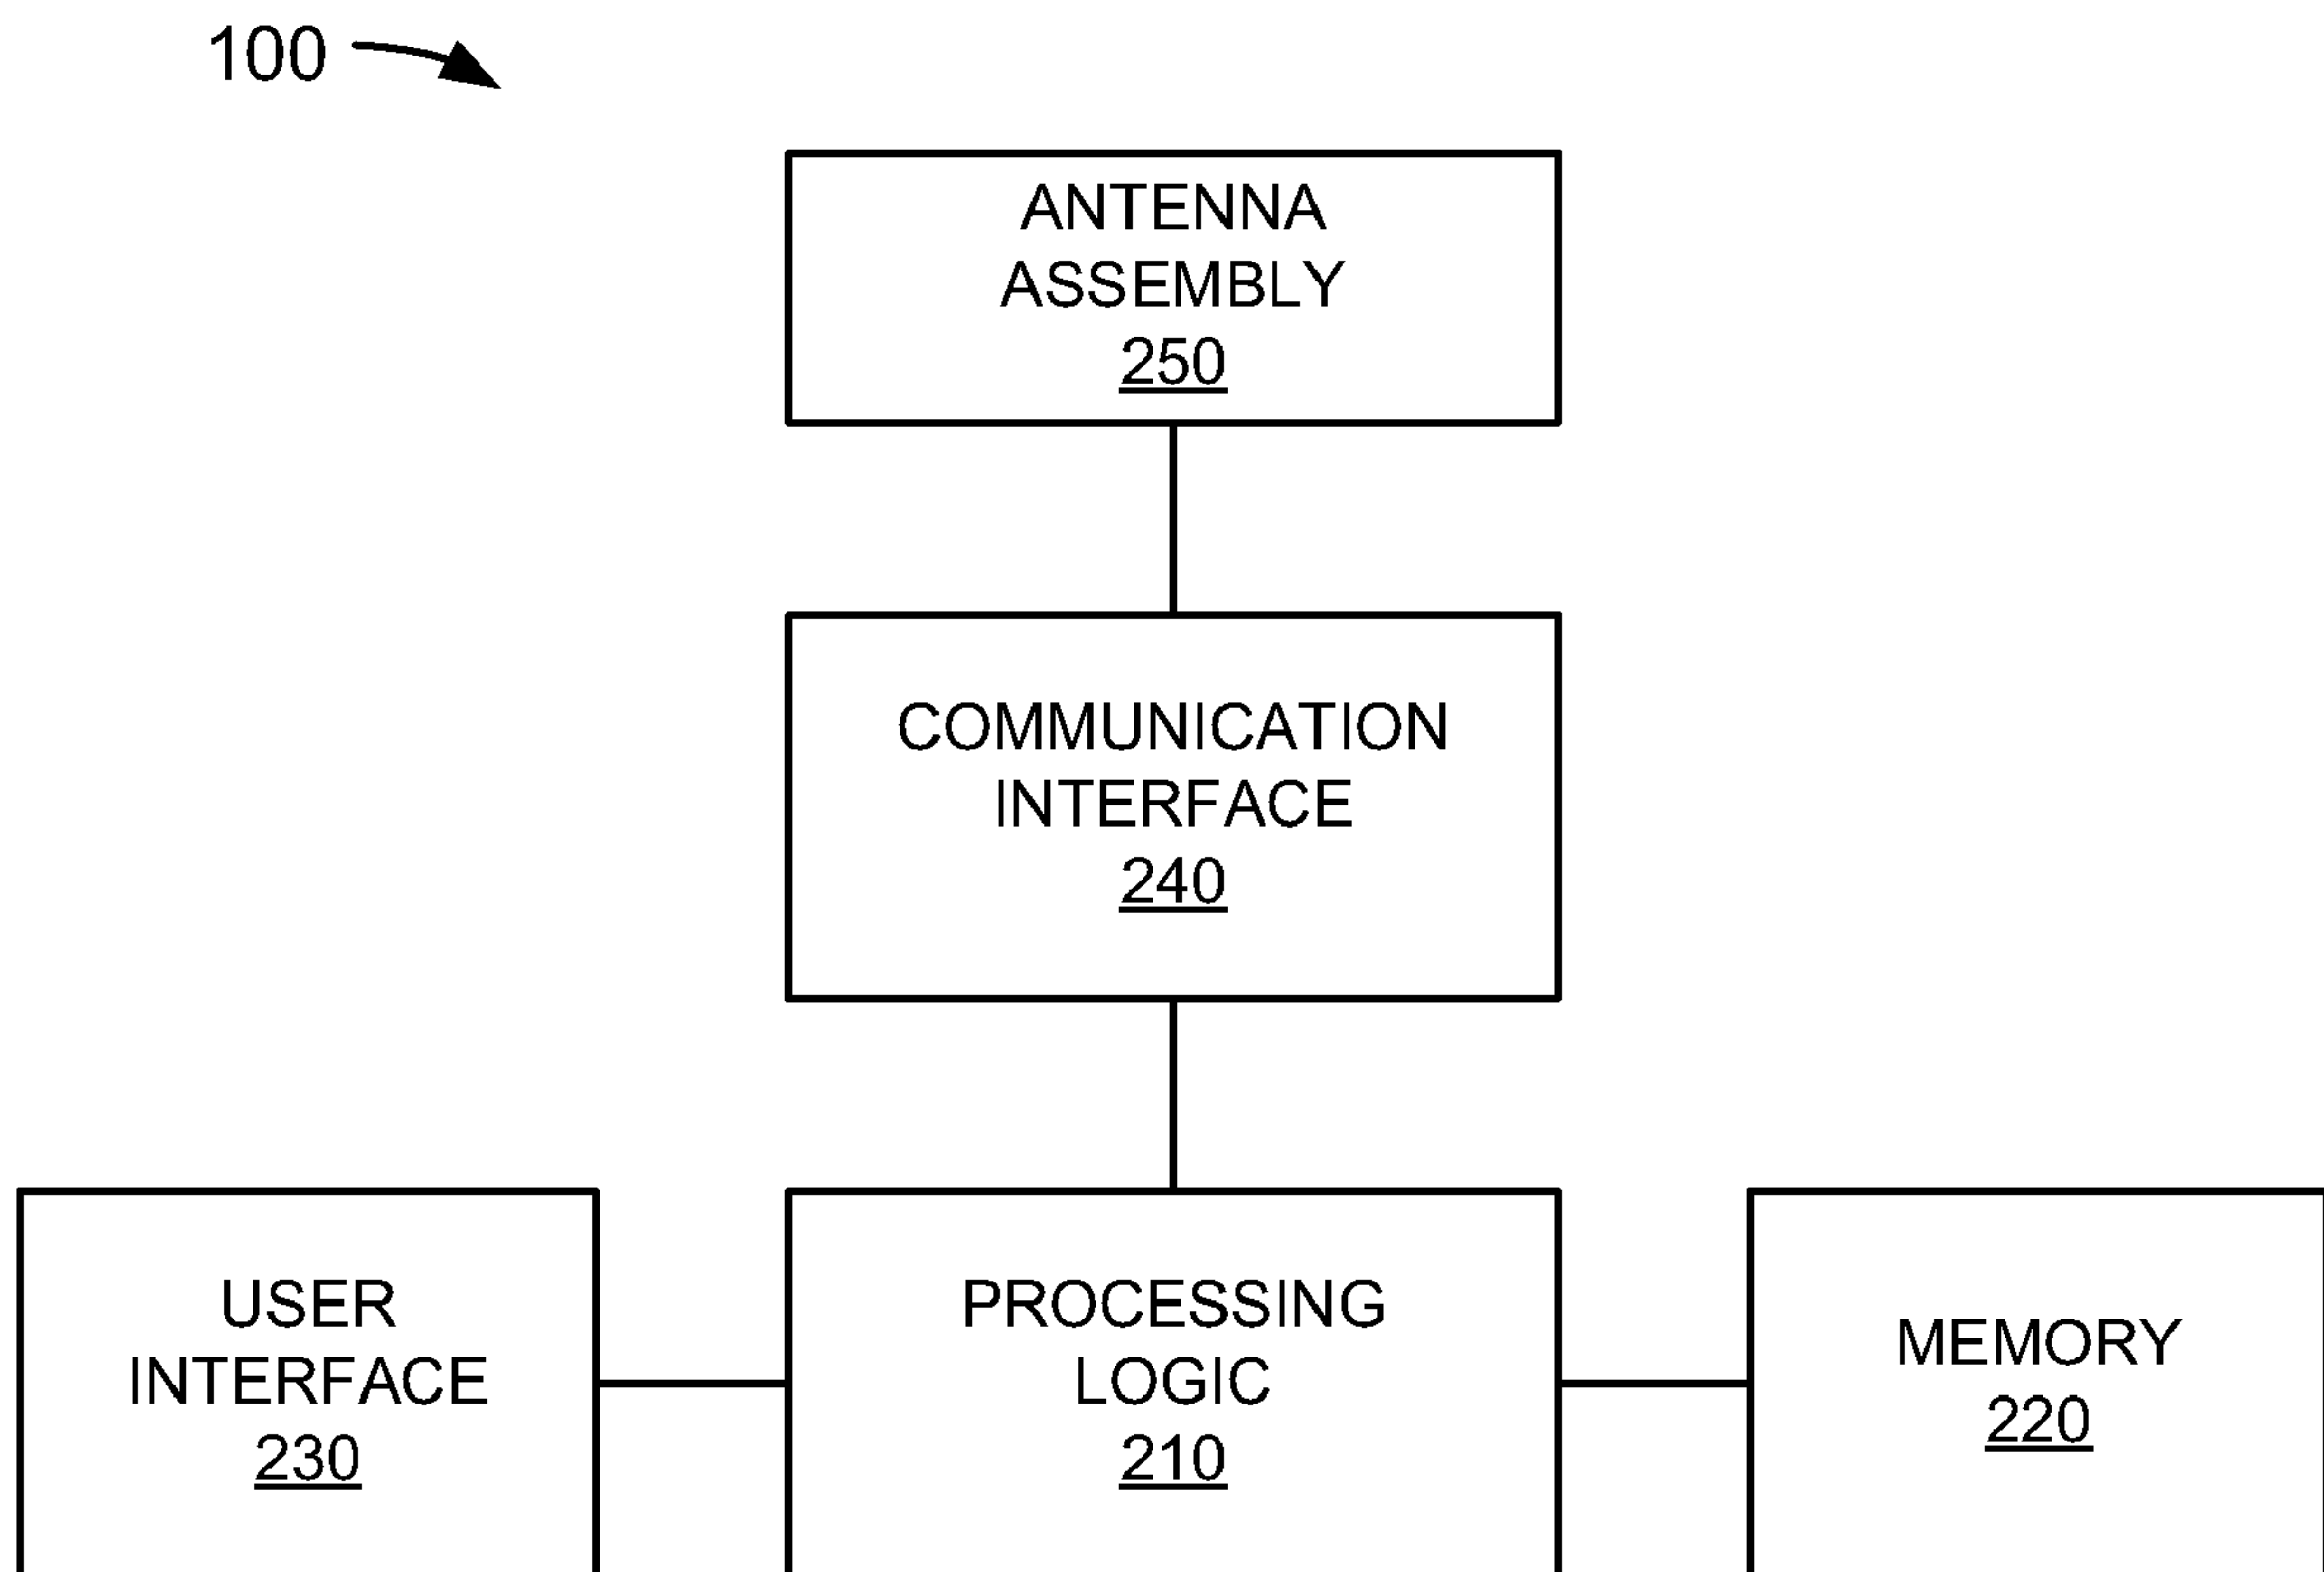 100
ANTENNA
ASSEMBLY
250
COMMUNICATION
INTERFACE
240
USER
INTERFACE
230
PROCESSING
LOGIC
210
MEMORY
220